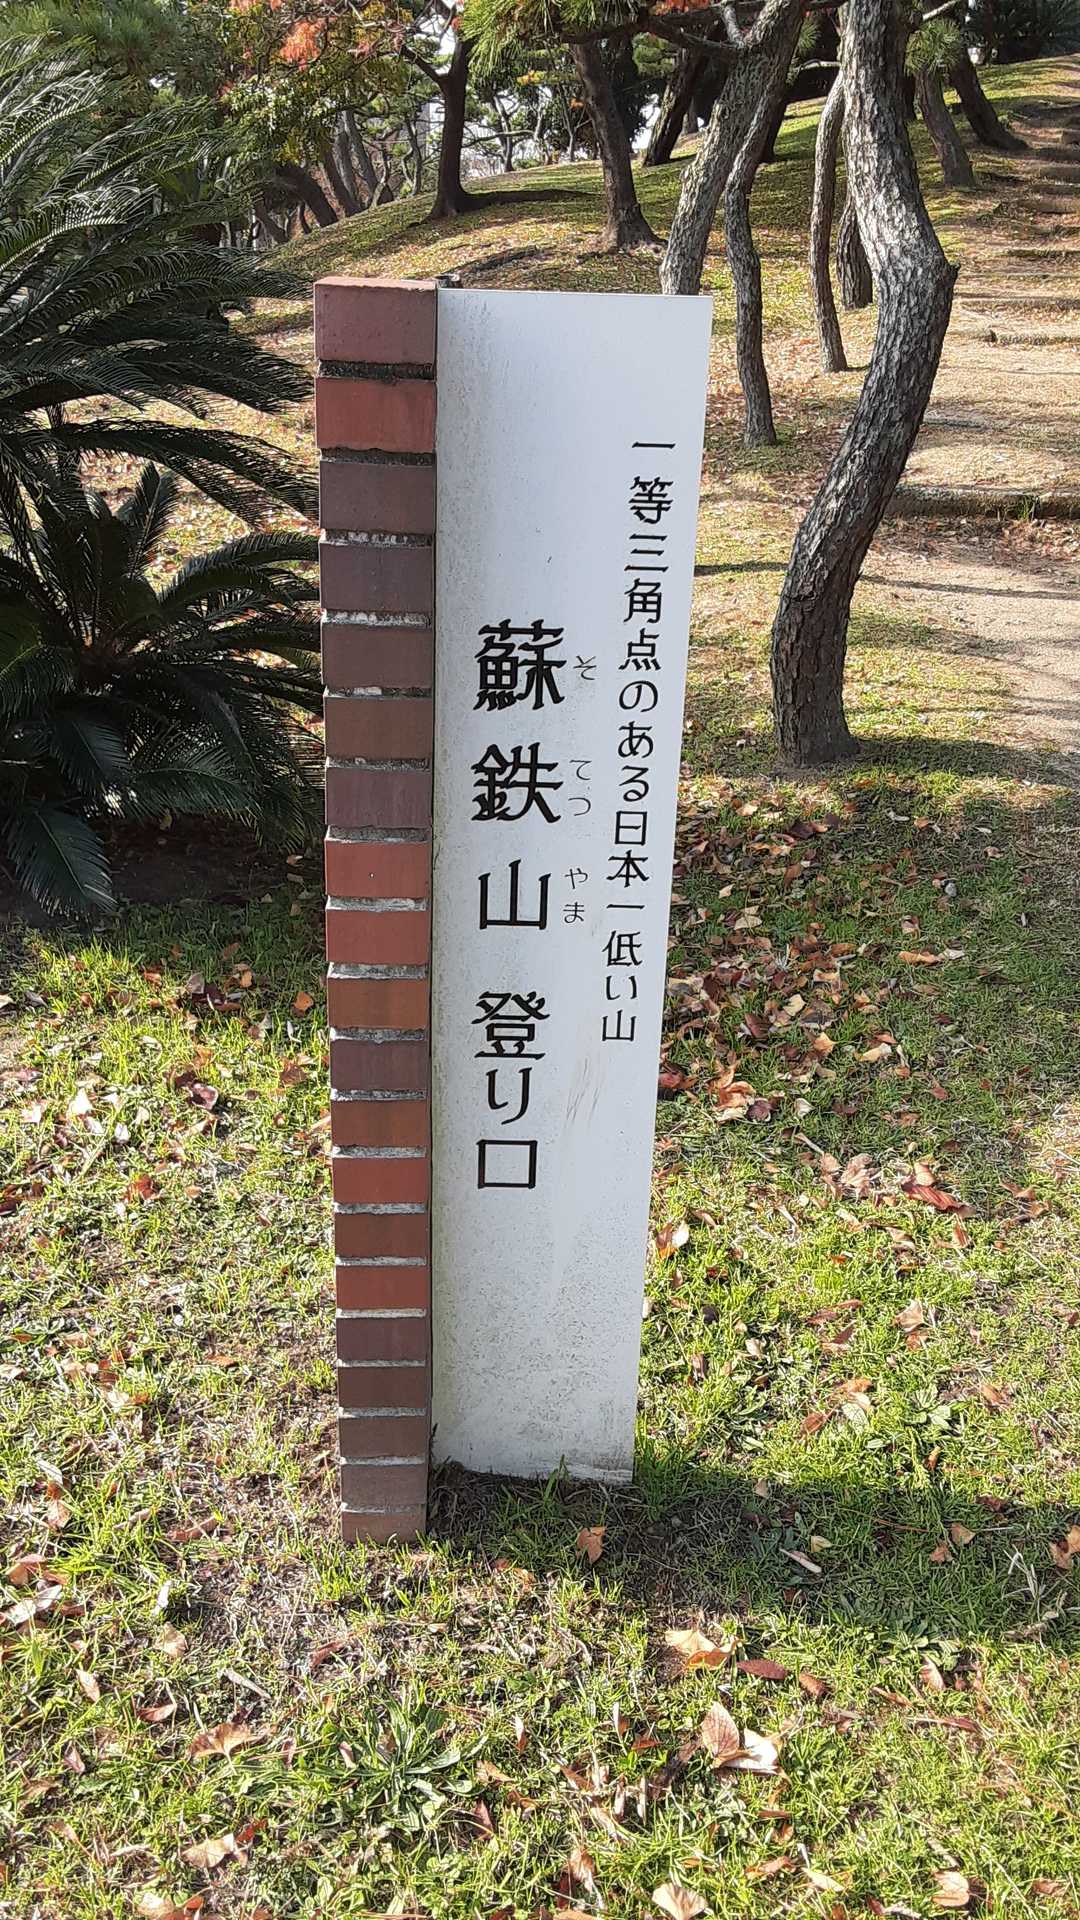 一等三角点のある日本一低い山
蘇鉄山登り口
そてつやま